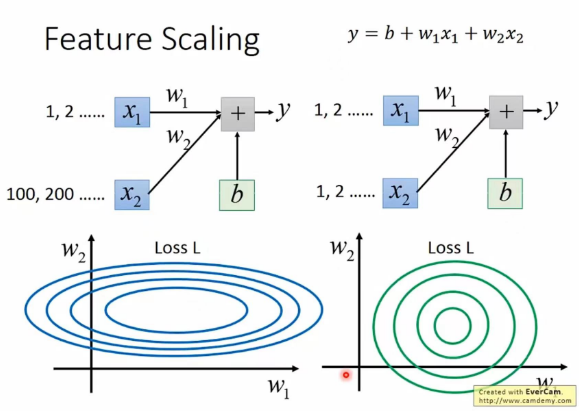 Feature Scaling
y = b + w₁x₁ + w₂x₂
1, 2 ……
x₁
w₁
+
y
w₂
100, 200 ……
x₂
b
1, 2 ……
x₁
w₁
+
y
w₂
1, 2 ……
x₂
b
w₂
Loss L
w₁
w₂
Loss L
w
Created with EverCam.
http://www.camdemy.com